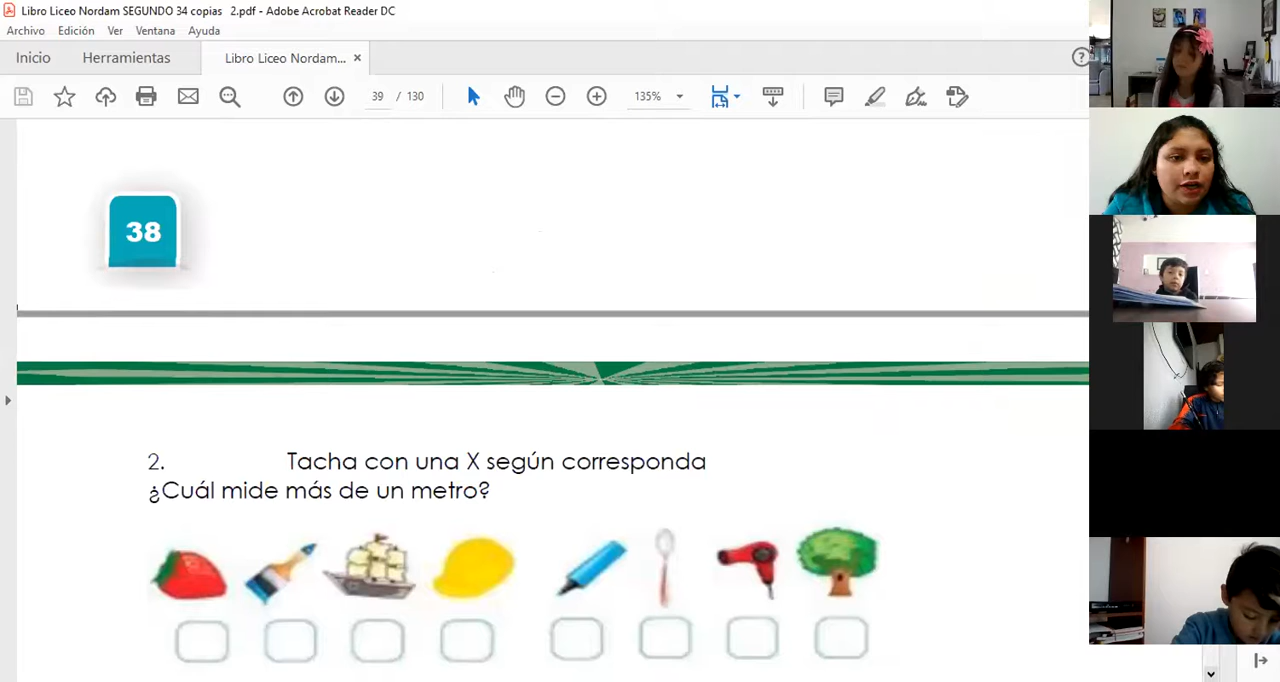 Libro Liceo Nordam SEGUNDO 34 copias 2.pdf - Adobe Acrobat Reader DC
Archivo Edición Ver Ventana Ayuda
Inicio Herramientas Libro Liceo Nordam... ×
39 / 130 135%
38
2. Tacha con una X según corresponda
¿Cuál mide más de un metro?